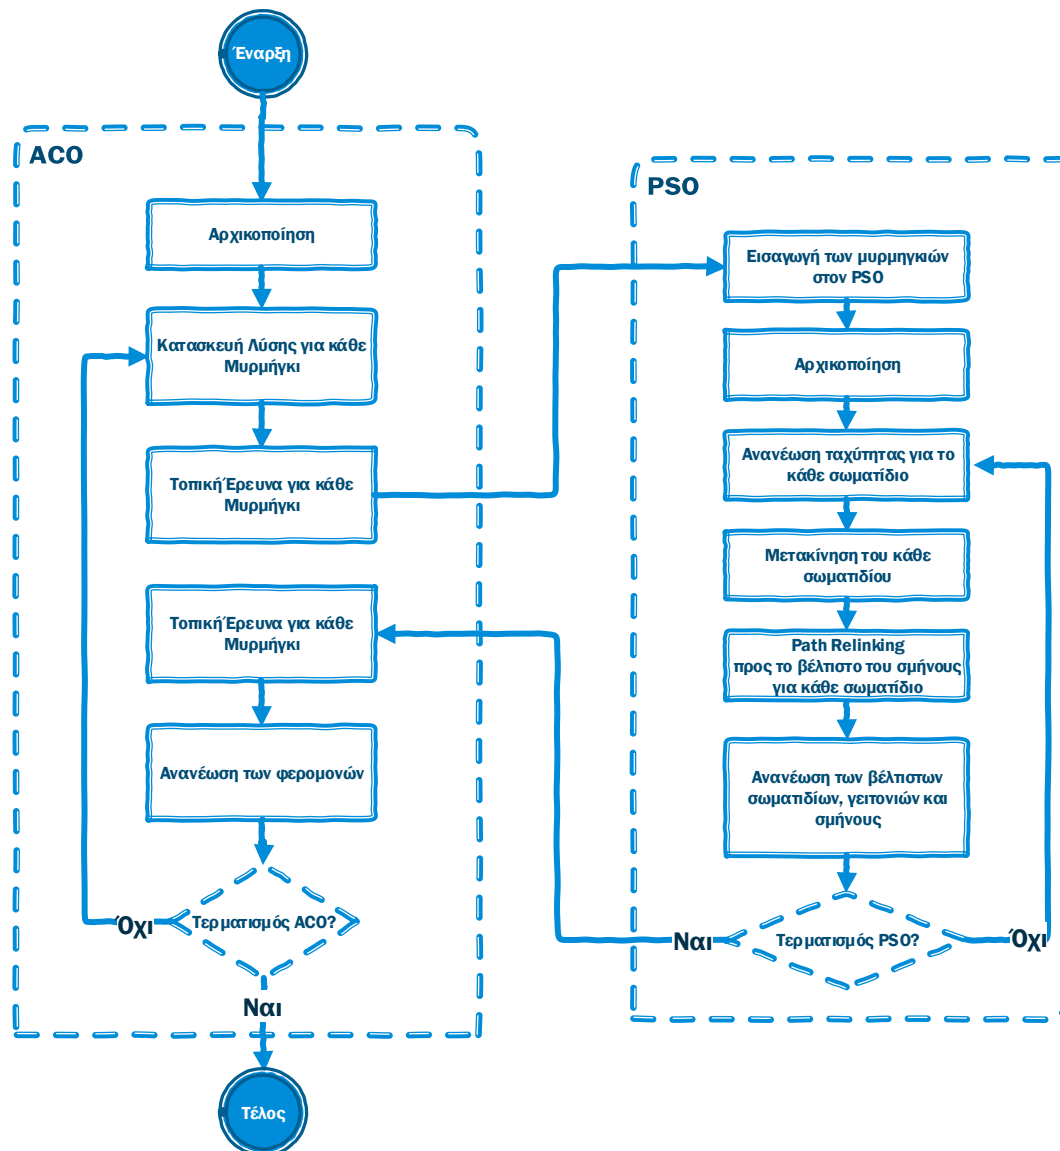 Έναρξη
ACO
Αρχικοποίηση
Κατασκευή Λύσης για κάθε
Μυρμήγκι
Τοπική Έρευνα για κάθε
Μυρμήγκι
Τοπική Έρευνα για κάθε
Μυρμήγκι
Ανανέωση των φερομονών
Τερματισμός ACO?
Όχι
Ναι
Τέλος
PSO
Εισαγωγή των μυρμηγκιών
στον PSO
Αρχικοποίηση
Ανανέωση ταχύτητας για το
κάθε σωματίδιο
Μετακίνηση του κάθε
σωματιδίου
Path Relinking
προς το βέλτιστο του σμήνους
για κάθε σωματίδιο
Ανανέωση των βέλτιστων
σωματιδίων, γειτονιών και
σμήνους
Ναι
Τερματισμός PSO?
Όχι